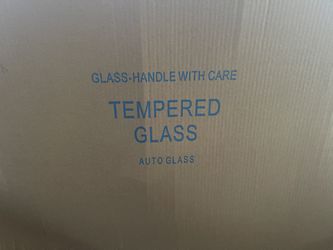 GLASS-HANDLE WITH CARE
TEMPERED
GLASS
AUTO GLASS